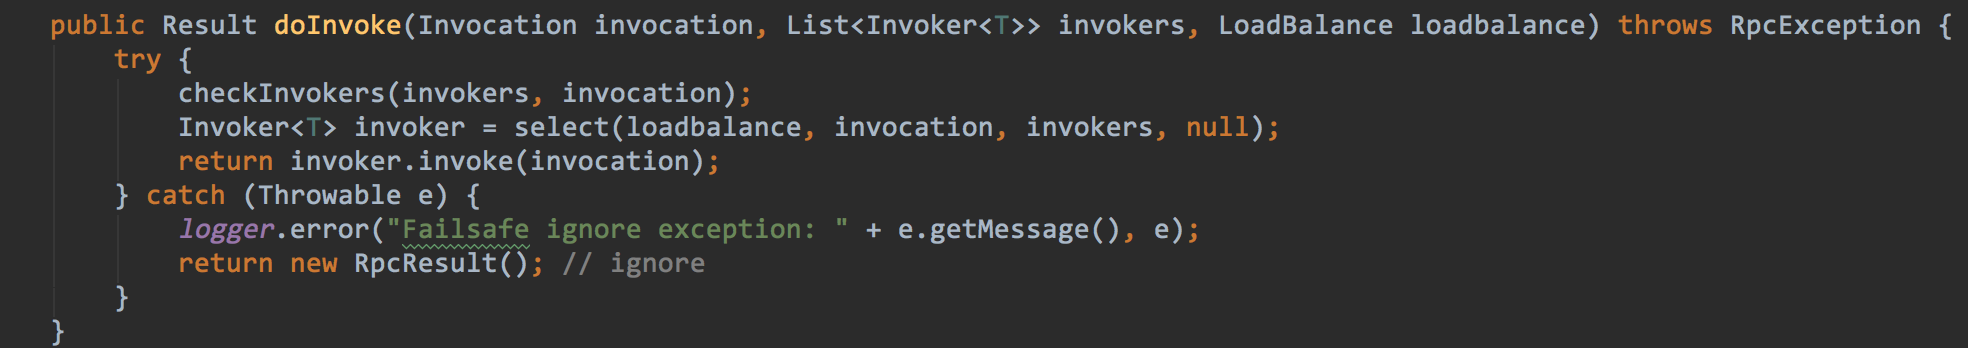 public Result doInvoke(Invocation invocation, List<Invoker<T>> invokers, LoadBalance loadbalance) throws RpcException {
try {
checkInvokers(invokers, invocation);
Invoker<T> invoker = select(loadbalance, invocation, invokers, null);
return invoker.invoke(invocation);
} catch (Throwable e) {
logger.error("Failsafe ignore exception: " + e.getMessage(), e);
return new RpcResult(); // ignore
}
}